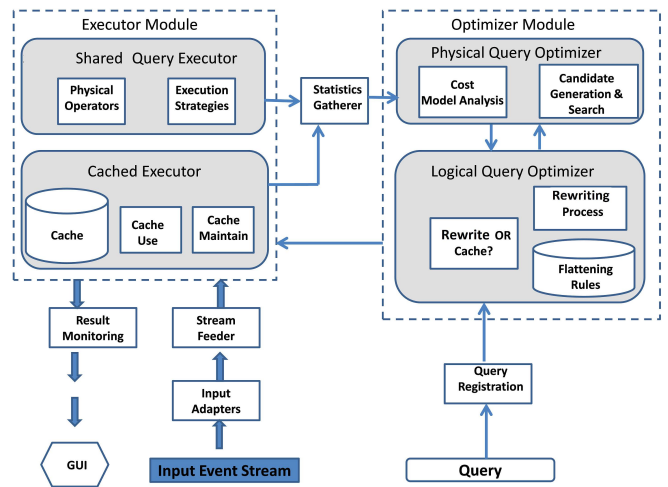 Executor Module
Optimizer Module
Shared Query Executor
Physical
Operators
Execution
Strategies
Statistics
Gatherer
Physical Query Optimizer
Cost
Model Analysis
Candidate
Generation &
Search
Cached Executor
Cache
Cache
Use
Cache
Maintain
Logical Query Optimizer
Rewriting
Process
Rewrite OR
Cache?
Flattening
Rules
Result
Monitoring
Stream
Feeder
Query
Registration
Input
Adapters
GUI
Input Event Stream
Query